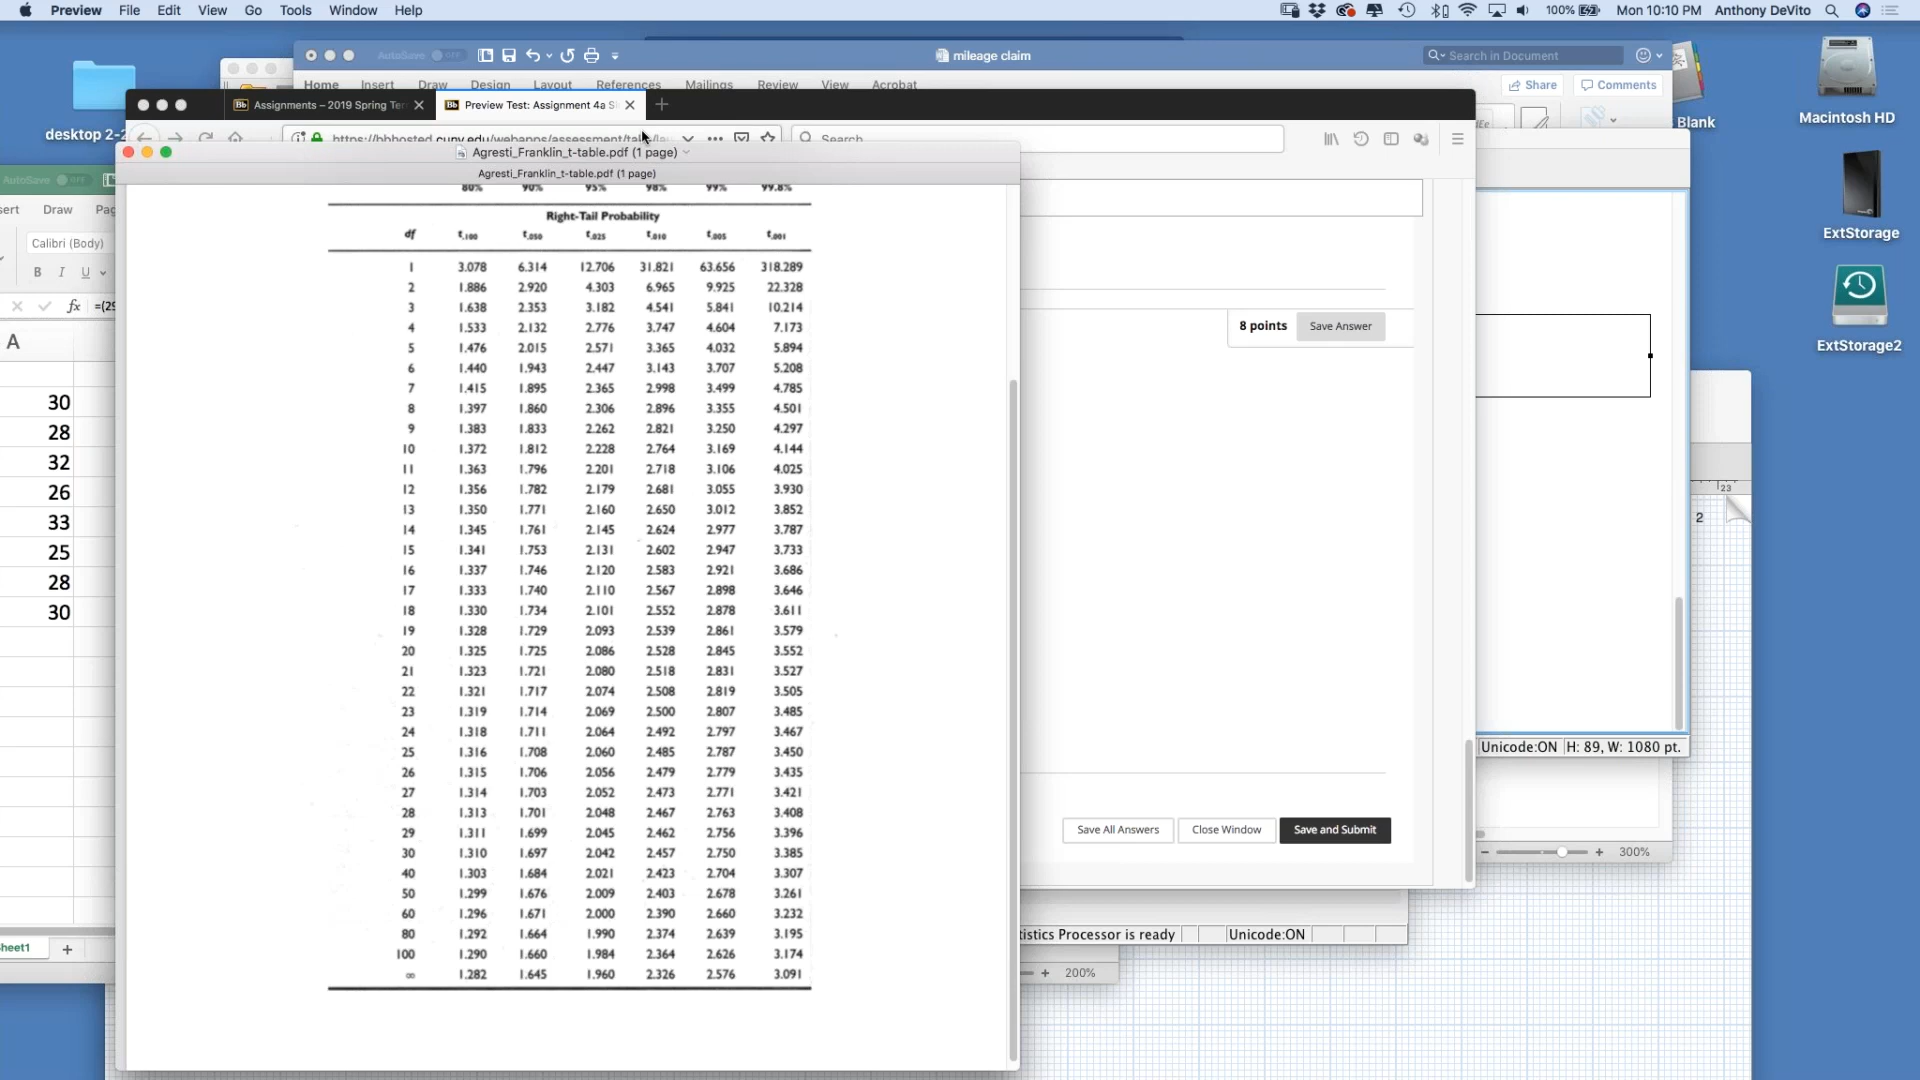 Preview File Edit View Go Tools Window Help
100% Mon 10:10 PM Anthony DeVito
desktop 2-2
AutoSave OFF mileage claim Search in Document
Home Insert Draw Design Layout References Mailings Review View Acrobat Share Comments
Assignments – 2019 Spring Ter
Preview Test: Assignment 4a
Search
Blank
Macintosh HD
ExtStorage
ExtStorage2
Agresti_Franklin_t-table.pdf (1 page)
Agresti_Franklin_t-table.pdf (1 page)
80% 90% 95% 98% 99% 99.8%
Right-Tail Probability
df t.100 t.050 t.025 t.010 t.005 t.001
1 3.078 6.314 12.706 31.821 63.656 318.289
2 1.886 2.920 4.303 6.965 9.925 22.328
3 1.638 2.353 3.182 4.541 5.841 10.214
4 1.533 2.132 2.776 3.747 4.604 7.173
5 1.476 2.015 2.571 3.365 4.032 5.894
6 1.440 1.943 2.447 3.143 3.707 5.208
7 1.415 1.895 2.365 2.998 3.499 4.785
8 1.397 1.860 2.306 2.896 3.355 4.501
9 1.383 1.833 2.262 2.821 3.250 4.297
10 1.372 1.812 2.228 2.764 3.169 4.144
11 1.363 1.796 2.201 2.718 3.106 4.025
12 1.356 1.782 2.179 2.681 3.055 3.930
13 1.350 1.771 2.160 2.650 3.012 3.852
14 1.345 1.761 2.145 2.624 2.977 3.787
15 1.341 1.753 2.131 2.602 2.947 3.733
16 1.337 1.746 2.120 2.583 2.921 3.686
17 1.333 1.740 2.110 2.567 2.898 3.646
18 1.330 1.734 2.101 2.552 2.878 3.611
19 1.328 1.729 2.093 2.539 2.861 3.579
20 1.325 1.725 2.086 2.528 2.845 3.552
21 1.323 1.721 2.080 2.518 2.831 3.527
22 1.321 1.717 2.074 2.508 2.819 3.505
23 1.319 1.714 2.069 2.500 2.807 3.485
24 1.318 1.711 2.064 2.492 2.797 3.467
25 1.316 1.708 2.060 2.485 2.787 3.450
26 1.315 1.706 2.056 2.479 2.779 3.435
27 1.314 1.703 2.052 2.473 2.771 3.421
28 1.313 1.701 2.048 2.467 2.763 3.408
29 1.311 1.699 2.045 2.462 2.756 3.396
30 1.310 1.697 2.042 2.457 2.750 3.385
40 1.303 1.684 2.021 2.423 2.704 3.307
50 1.299 1.676 2.009 2.403 2.678 3.261
60 1.296 1.671 2.000 2.390 2.660 3.232
80 1.292 1.664 1.990 2.374 2.639 3.195
100 1.290 1.660 1.984 2.364 2.626 3.174
∞ 1.282 1.645 1.960 2.326 2.576 3.091
AutoSave OFF
sert Draw Pag
Calibri (Body)
B I U
fx =(29
A
30
28
32
26
33
25
28
30
heet1 +
8 points Save Answer
Save All Answers Close Window Save and Submit
Unicode:ON H: 89, W: 1080 pt.
300%
23
2
tistics Processor is ready Unicode:ON
200%